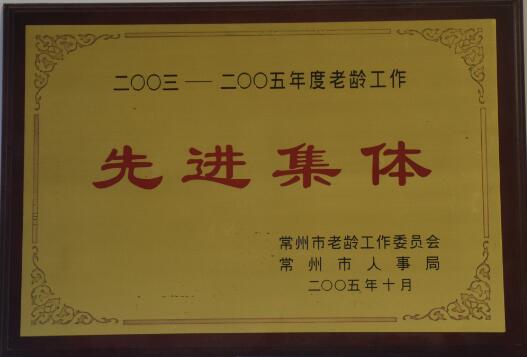 二〇〇三——二〇〇五年度老龄工作
先进集体
常州市老龄工作委员会
常州市人事局
二〇〇五年十月